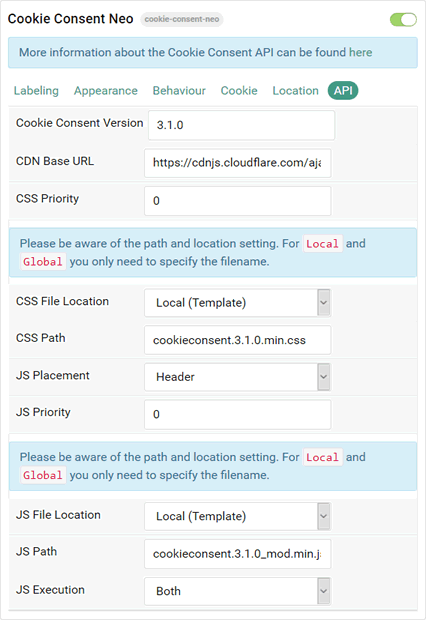 Cookie Consent Neo cookie-consent-neo
More information about the Cookie Consent API can be found here
Labeling Appearance Behaviour Cookie Location API
Cookie Consent Version 3.1.0
CDN Base URL https://cdnjs.cloudflare.com/aja
CSS Priority 0
Please be aware of the path and location setting. For Local and
Global you only need to specify the filename.
CSS File Location Local (Template)
CSS Path cookieconsent.3.1.0.min.css
JS Placement Header
JS Priority 0
Please be aware of the path and location setting. For Local and
Global you only need to specify the filename.
JS File Location Local (Template)
JS Path cookieconsent.3.1.0_mod.min.js
JS Execution Both